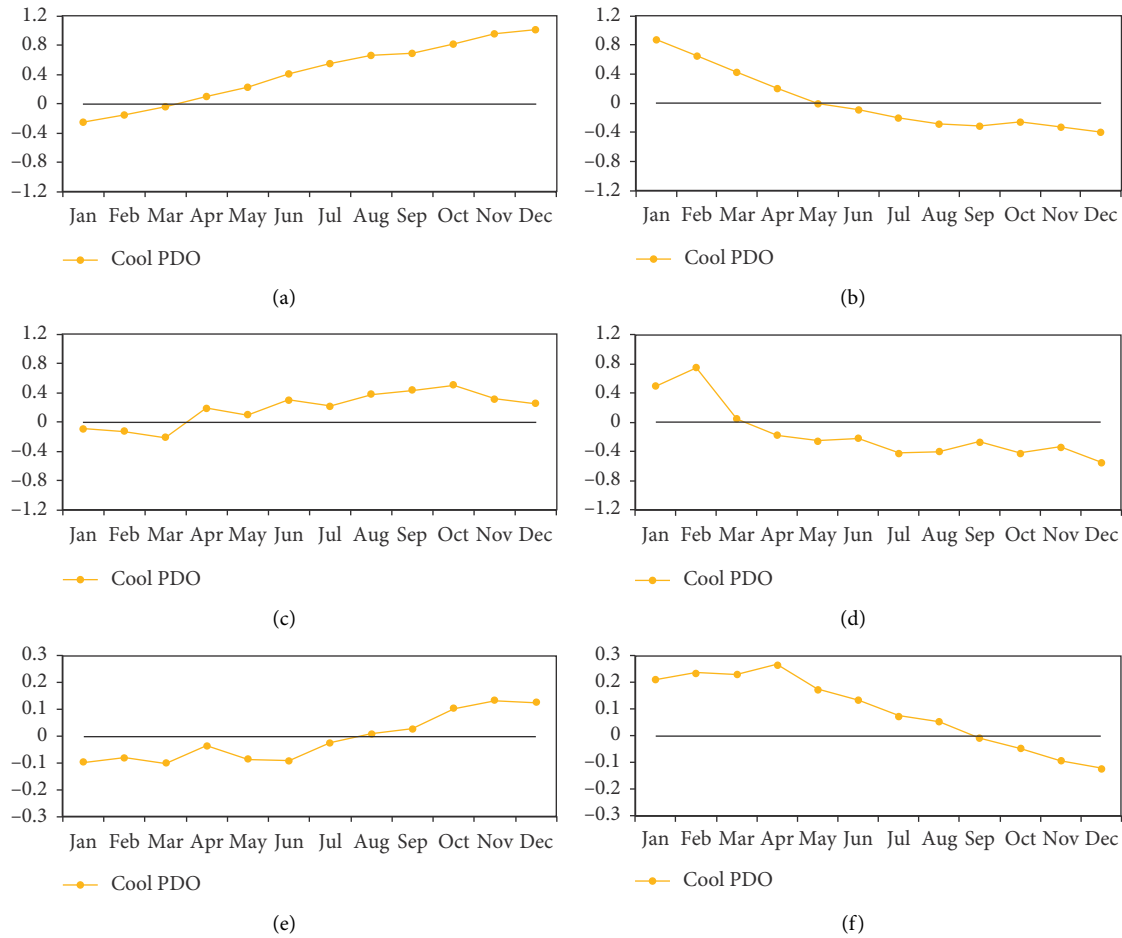 1.2
0.8
0.4
0
–0.4
–0.8
–1.2
Jan Feb Mar Apr May Jun Jul Aug Sep Oct Nov Dec
Cool PDO
(a)
1.2
0.8
0.4
0
–0.4
–0.8
–1.2
Jan Feb Mar Apr May Jun Jul Aug Sep Oct Nov Dec
Cool PDO
(b)
1.2
0.8
0.4
0
–0.4
–0.8
–1.2
Jan Feb Mar Apr May Jun Jul Aug Sep Oct Nov Dec
Cool PDO
(c)
1.2
0.8
0.4
0
–0.4
–0.8
–1.2
Jan Feb Mar Apr May Jun Jul Aug Sep Oct Nov Dec
Cool PDO
(d)
0.3
0.2
0.1
0
–0.1
–0.2
–0.3
Jan Feb Mar Apr May Jun Jul Aug Sep Oct Nov Dec
Cool PDO
(e)
0.3
0.2
0.1
0
–0.1
–0.2
–0.3
Jan Feb Mar Apr May Jun Jul Aug Sep Oct Nov Dec
Cool PDO
(f)